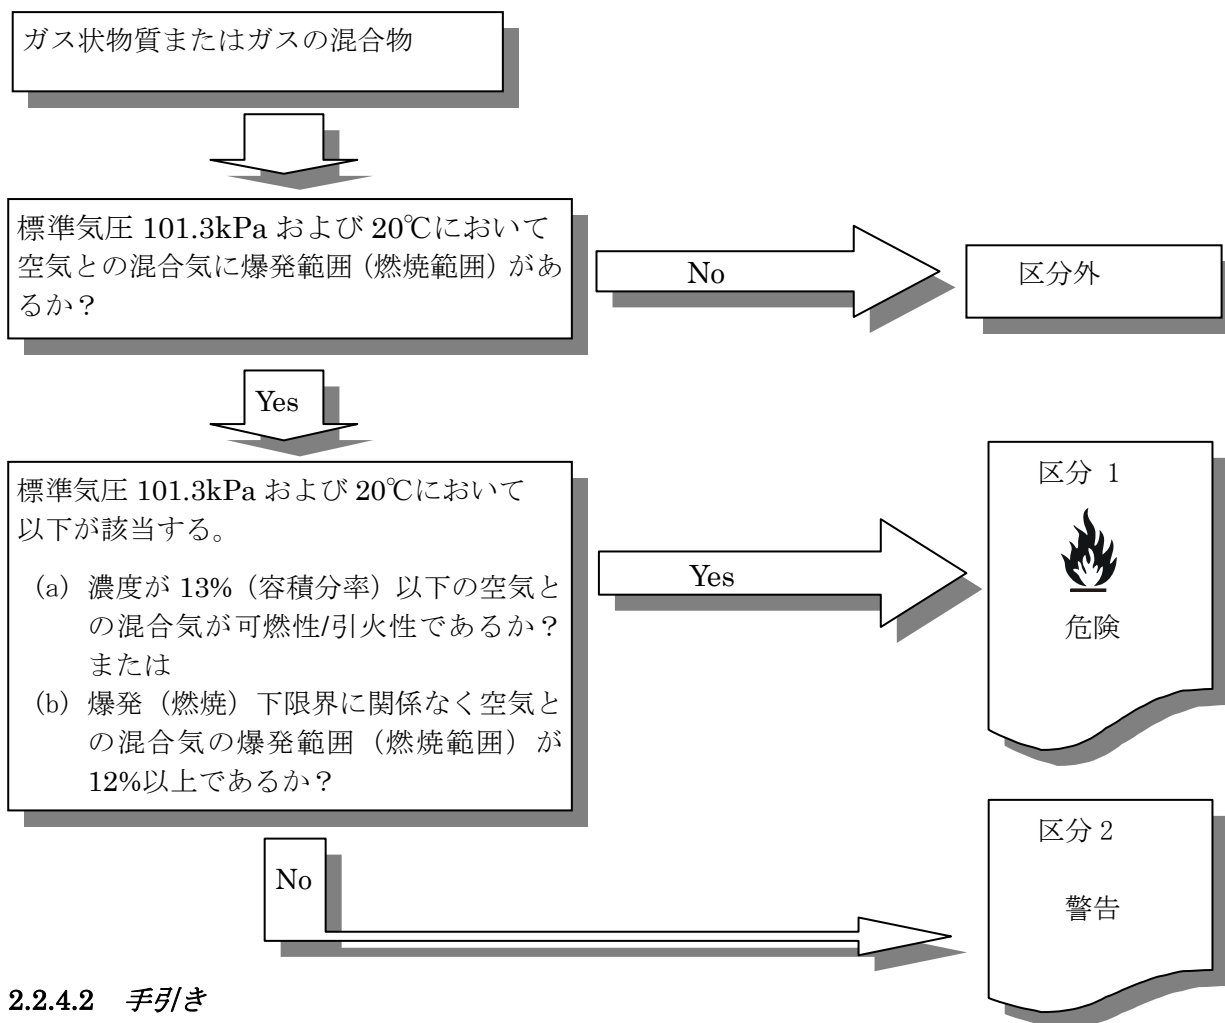 ガス状物質またはガスの混合物
標準気圧 101.3kPa および 20℃において
空気との混合気に爆発範囲（燃焼範囲）があ
るか？
No
区分外
Yes
標準気圧 101.3kPa および 20℃において
以下が該当する。
(a) 濃度が 13%（容積分率）以下の空気と
の混合気が可燃性/引火性であるか？
または
(b) 爆発（燃焼）下限界に関係なく空気と
の混合気の爆発範囲（燃焼範囲）が
12%以上であるか？
Yes
区分 1
危険
No
区分 2
警告
2.2.4.2 手引き